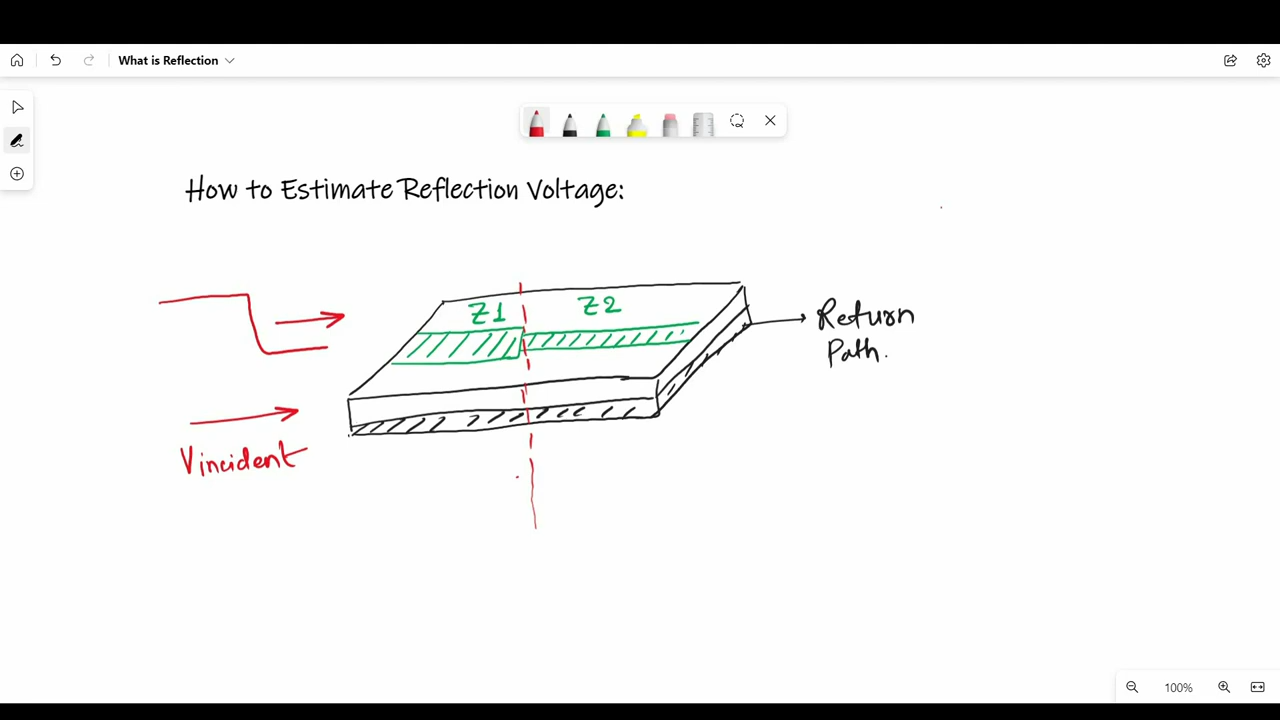 What is Reflection
How to Estimate Reflection Voltage:
Z1 Z2
Return
Path.
Vincident
100%